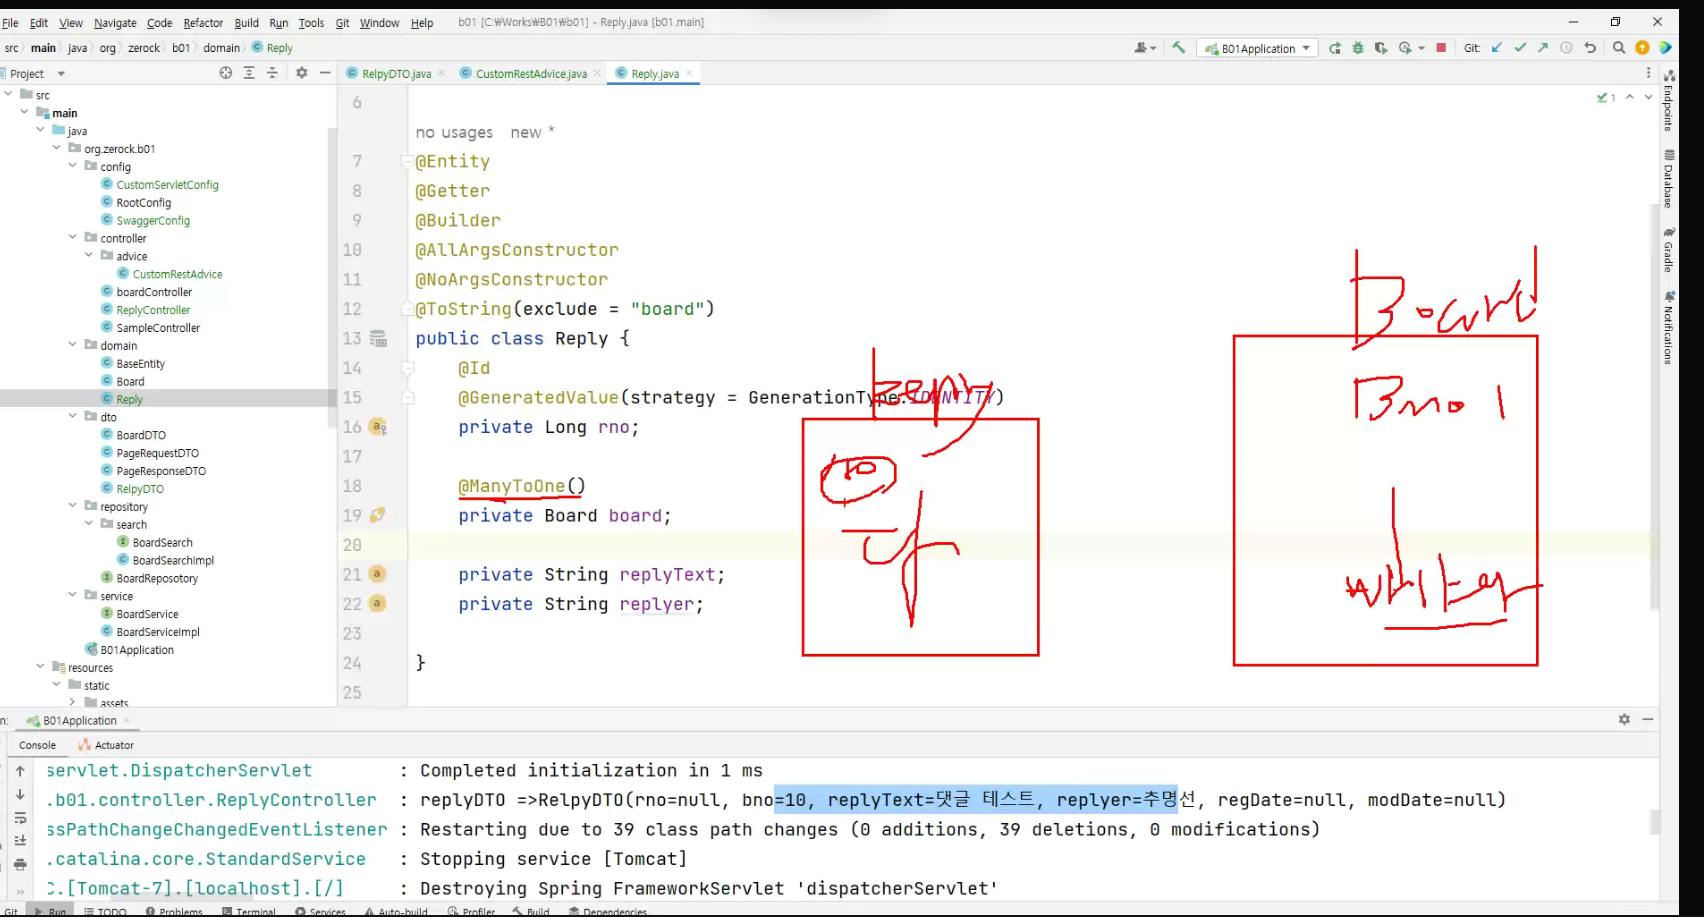 File Edit View Navigate Code Refactor Build Run Tools Git Window Help b01 [C:₩Works₩B01₩b01] - Reply.java [b01.main]
src main java org zerock b01 domain Reply B01Application Git:
Project RelpyDTO.java CustomRestAdvice.java Reply.java
src
main
java
org.zerock.b01
config
CustomServletConfig
RootConfig
SwaggerConfig
controller
advice
CustomRestAdvice
boardController
ReplyController
SampleController
domain
BaseEntity
Board
Reply
dto
BoardDTO
PageRequestDTO
PageResponseDTO
RelpyDTO
repository
search
BoardSearch
BoardSearchImpl
BoardReposotory
service
BoardService
BoardServiceImpl
B01Application
resources
static
assets
6
no usages new *
7 @Entity
8 @Getter
9 @Builder
10 @AllArgsConstructor
11 @NoArgsConstructor
12 @ToString(exclude = "board")
13 public class Reply {
14 @Id
15 @GeneratedValue(strategy = GenerationType.IDENTITY)
16 private Long rno;
17
18 @ManyToOne()
19 private Board board;
20
21 private String replyText;
22 private String replyer;
23
24 }
25
1
Board
Bno 1
writer
Reply
Endpoints
Database
Gradle
Notifications
n: B01Application
Console Actuator
servlet.DispatcherServlet : Completed initialization in 1 ms
.b01.controller.ReplyController : replyDTO =>RelpyDTO(rno=null, bno=10, replyText=댓글 테스트, replyer=추명선, regDate=null, modDate=null)
ssPathChangeChangedEventListener : Restarting due to 39 class path changes (0 additions, 39 deletions, 0 modifications)
.catalina.core.StandardService : Stopping service [Tomcat]
C.[Tomcat-7].[localhost].[/] : Destroying Spring FrameworkServlet 'dispatcherServlet'
Git Run TODO Problems Terminal Services Auto-build Profiler Build Dependencies